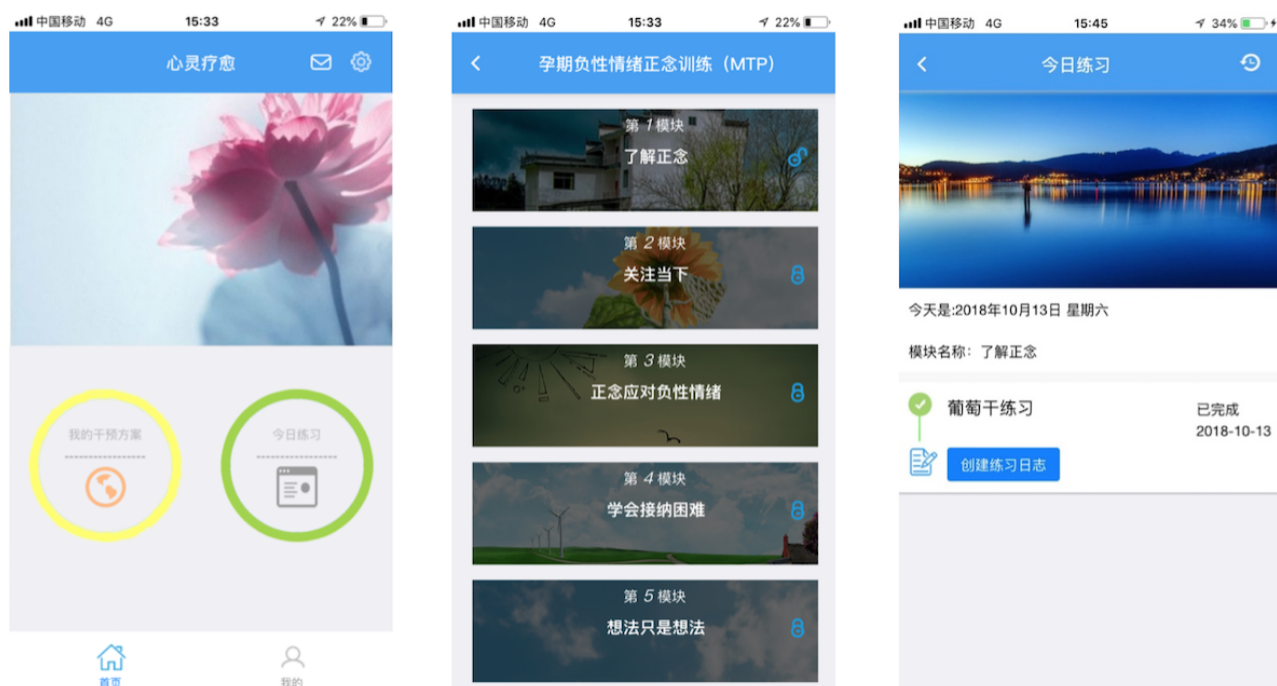 中国移动 4G 15:33 22%
心灵疗愈
我的干预方案
今日练习
首页
我的
中国移动 4G 15:33 22%
孕期负性情绪正念训练（MTP）
第 1 模块
了解正念
第 2 模块
关注当下
第 3 模块
正念应对负性情绪
第 4 模块
学会接纳困难
第 5 模块
想法只是想法
中国移动 4G 15:45 34%
今日练习
今天是:2018年10月13日 星期六
模块名称：了解正念
葡萄干练习
已完成
2018-10-13
创建练习日志